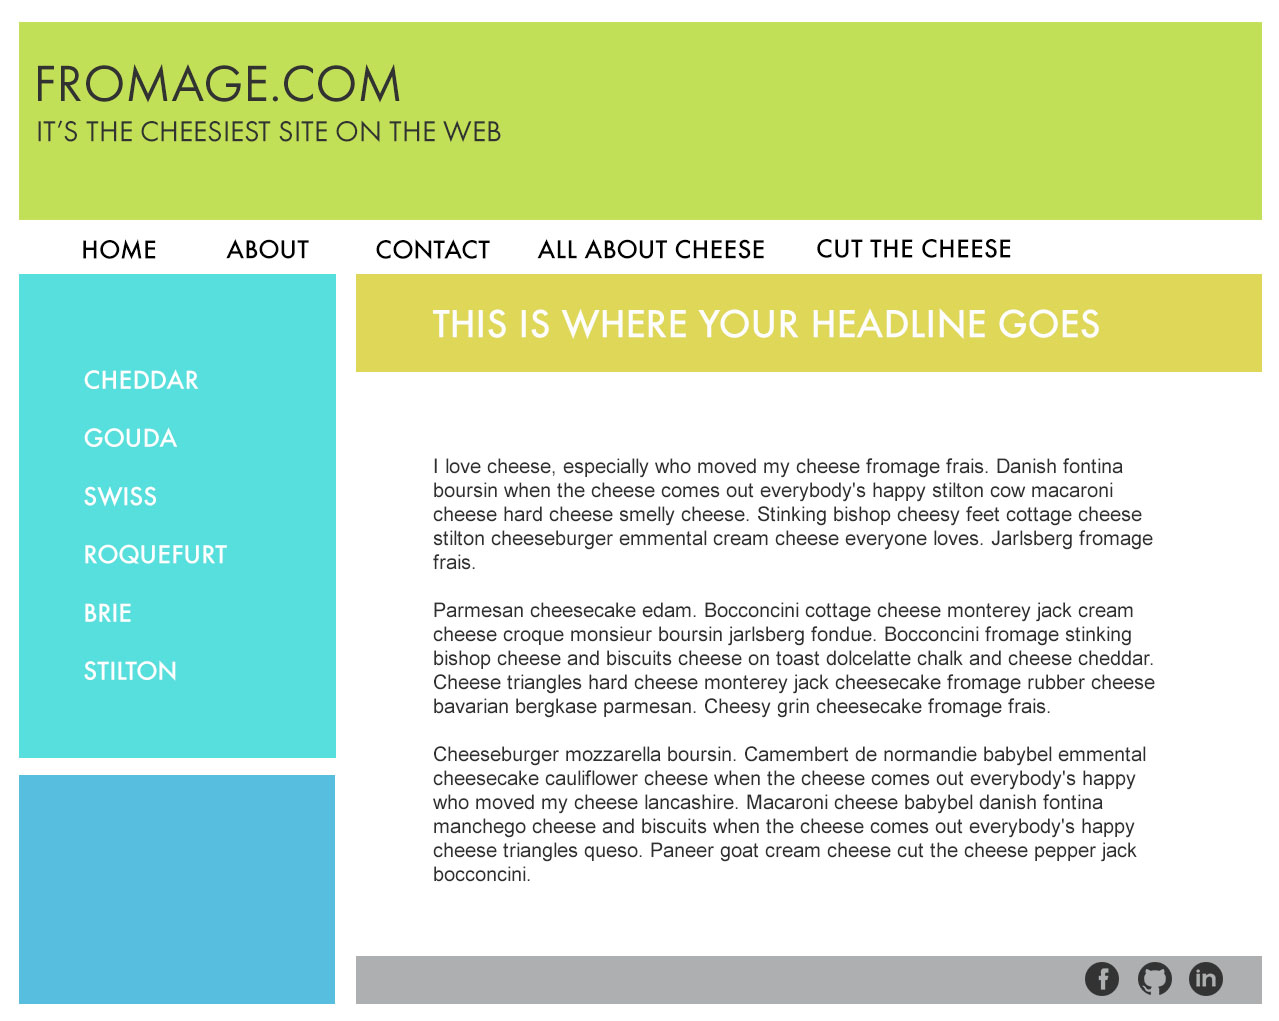 FROMAGE.COM
IT’S THE CHEESIEST SITE ON THE WEB
HOME ABOUT CONTACT ALL ABOUT CHEESE CUT THE CHEESE
CHEDDAR
GOUDA
SWISS
ROQUEFURT
BRIE
STILTON
THIS IS WHERE YOUR HEADLINE GOES
I love cheese, especially who moved my cheese fromage frais. Danish fontina
boursin when the cheese comes out everybody's happy stilton cow macaroni
cheese hard cheese smelly cheese. Stinking bishop cheesy feet cottage cheese
stilton cheeseburger emmental cream cheese everyone loves. Jarlsberg fromage
frais.
Parmesan cheesecake edam. Bocconcini cottage cheese monterey jack cream
cheese croque monsieur boursin jarlsberg fondue. Bocconcini fromage stinking
bishop cheese and biscuits cheese on toast dolcelatte chalk and cheese cheddar.
Cheese triangles hard cheese monterey jack cheesecake fromage rubber cheese
bavarian bergkase parmesan. Cheesy grin cheesecake fromage frais.
Cheeseburger mozzarella boursin. Camembert de normandie babybel emmental
cheesecake cauliflower cheese when the cheese comes out everybody's happy
who moved my cheese lancashire. Macaroni cheese babybel danish fontina
manchego cheese and biscuits when the cheese comes out everybody's happy
cheese triangles queso. Paneer goat cream cheese cut the cheese pepper jack
bocconcini.
f in